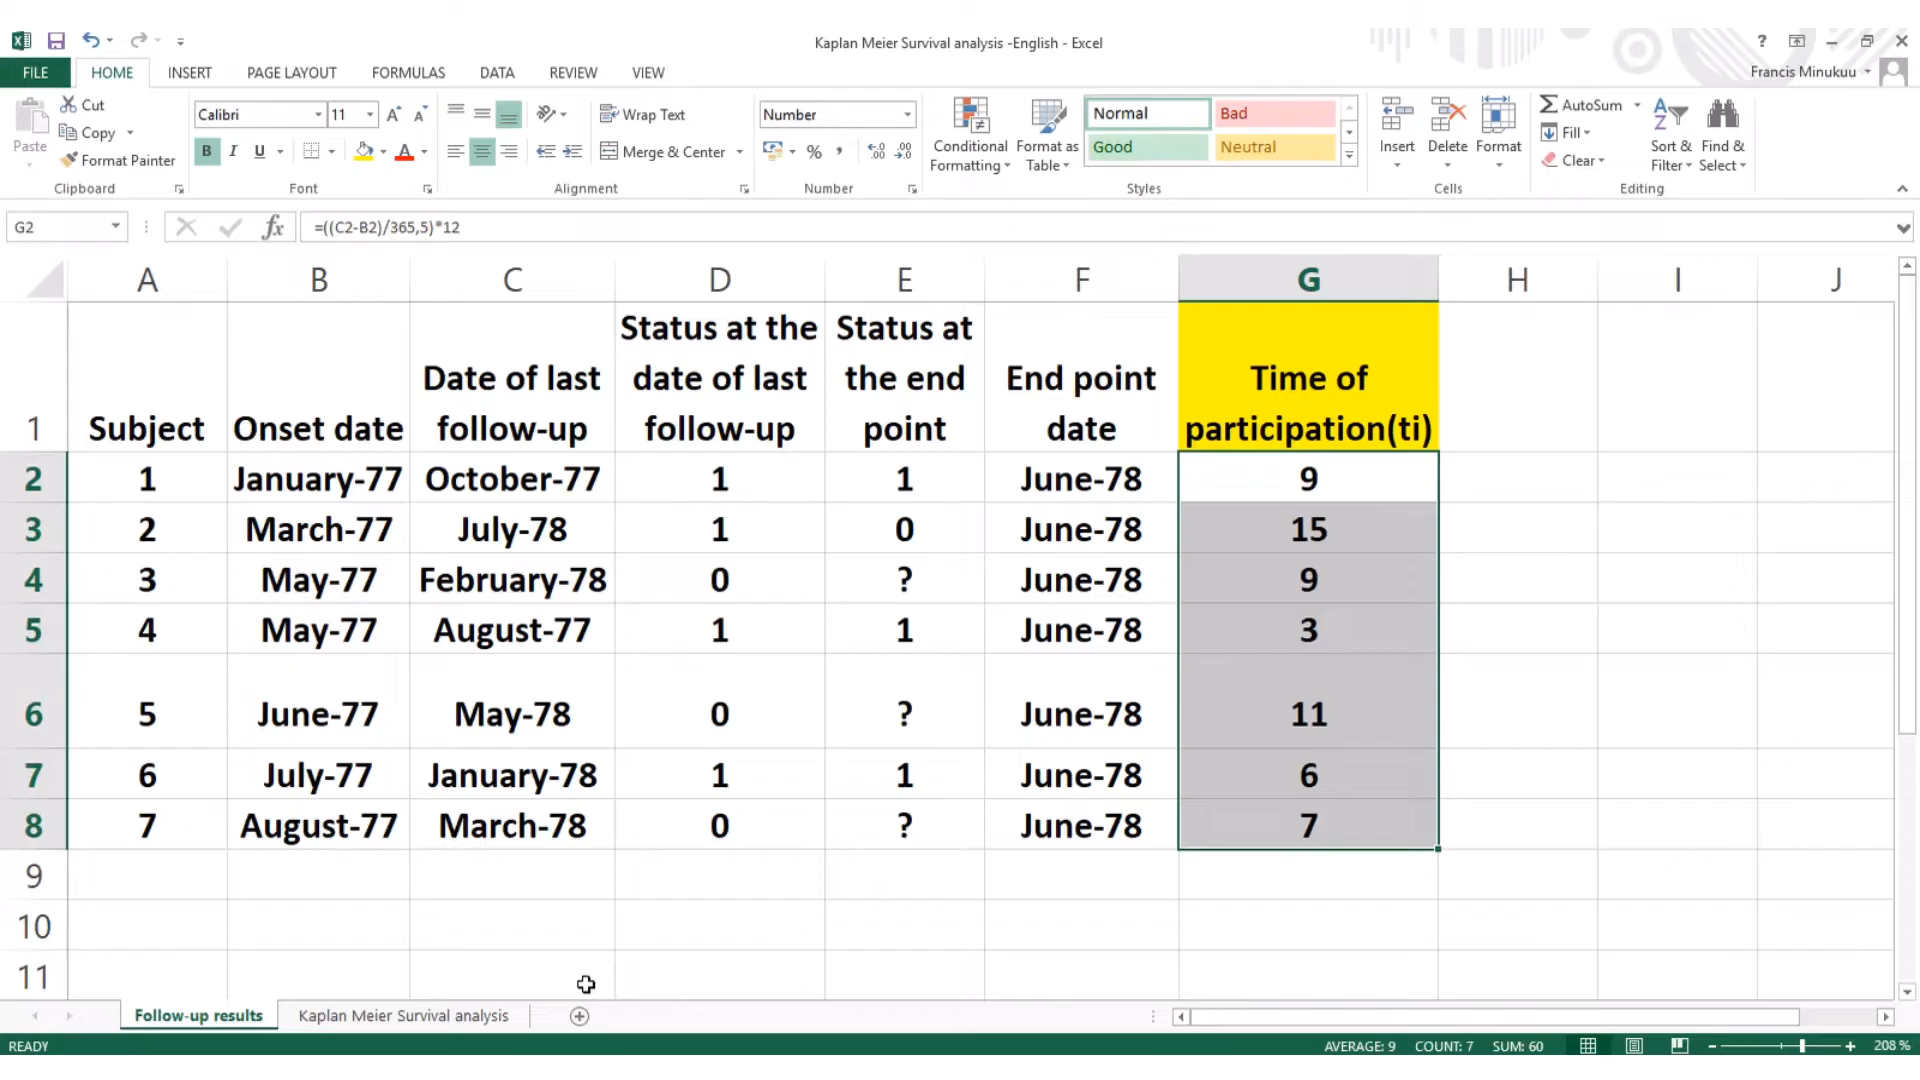 Kaplan Meier Survival analysis -English - Excel
?
FILE HOME INSERT PAGE LAYOUT FORMULAS DATA REVIEW VIEW
Francis Minukuu
Paste
Cut
Copy
Format Painter
Clipboard
Calibri 11
B I U
Font
Wrap Text
Merge & Center
Alignment
Number
%
Number
Conditional Formatting
Format as Table
Normal Bad
Good Neutral
Styles
Insert Delete Format
Cells
AutoSum
Fill
Clear
Sort & Filter
Find & Select
Editing
G2 fx =((C2-B2)/365,5)*12
A B C D E F G H I J
1 Subject Onset date Date of last follow-up Status at the date of last follow-up Status at the end point End point date Time of participation(ti)
2 1 January-77 October-77 1 1 June-78 9
3 2 March-77 July-78 1 0 June-78 15
4 3 May-77 February-78 0 ? June-78 9
5 4 May-77 August-77 1 1 June-78 3
6 5 June-77 May-78 0 ? June-78 11
7 6 July-77 January-78 1 1 June-78 6
8 7 August-77 March-78 0 ? June-78 7
9
10
11
Follow-up results Kaplan Meier Survival analysis
READY AVERAGE: 9 COUNT: 7 SUM: 60 208 %